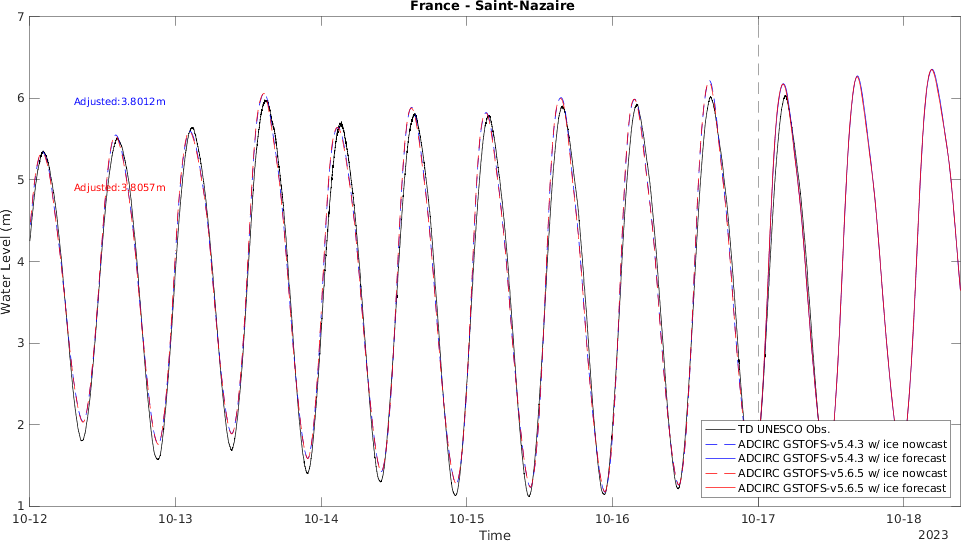 France - Saint-Nazaire
7
6
5
4
3
2
1
Water Level (m)
Adjusted:3.8012m
Adjusted:3.8057m
TD UNESCO Obs.
ADCIRC GSTOFS-v5.4.3 w/ ice nowcast
ADCIRC GSTOFS-v5.4.3 w/ ice forecast
ADCIRC GSTOFS-v5.6.5 w/ ice nowcast
ADCIRC GSTOFS-v5.6.5 w/ ice forecast
10-12 10-13 10-14 10-15 10-16 10-17 10-18
Time
2023